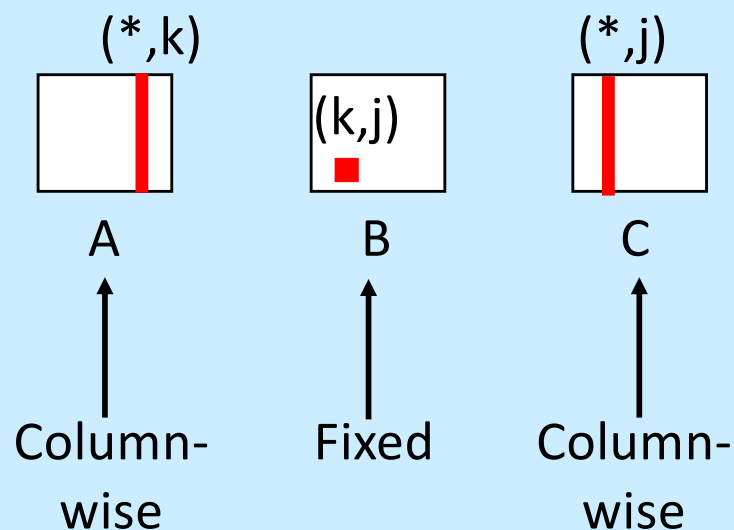 (*,k)
(*,j)
(k,j)
A
B
C
Column-
wise
Fixed
Column-
wise